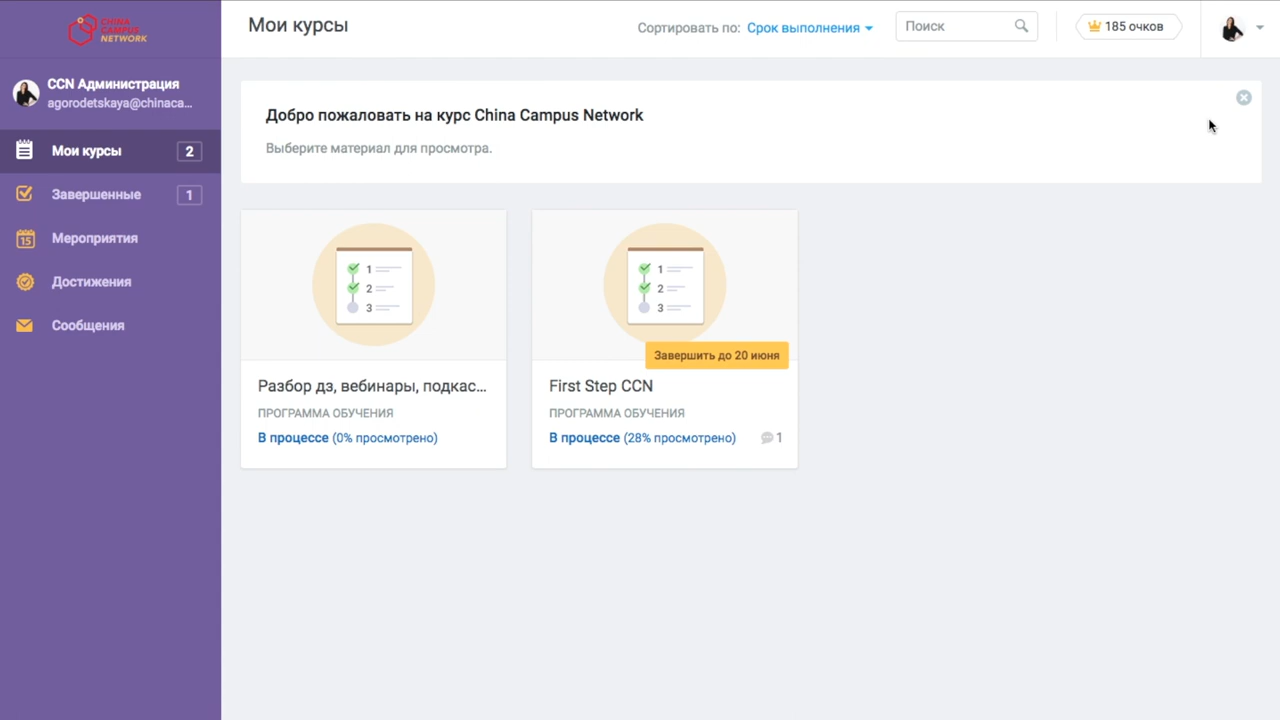 CHINA
CAMPUS
NETWORK
Мои курсы
Сортировать по: Срок выполнения
Поиск
185 очков
CCN Администрация
agorodetskaya@chinaca...
Мои курсы 2
Завершенные 1
15 Мероприятия
Достижения
Сообщения
Добро пожаловать на курс China Campus Network
Выберите материал для просмотра.
1
2
3
Разбор дз, вебинары, подкас...
ПРОГРАММА ОБУЧЕНИЯ
В процессе (0% просмотрено)
1
2
3
Завершить до 20 июня
First Step CCN
ПРОГРАММА ОБУЧЕНИЯ
В процессе (28% просмотрено) 1